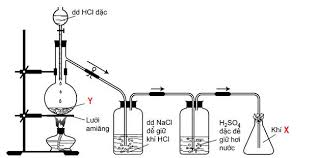 dd HCl đặc
Y
Lưới
amiăng
dd NaCl
để giữ
khí HCl
H₂SO₄
đặc để
giữ hơi
nước
Khí X